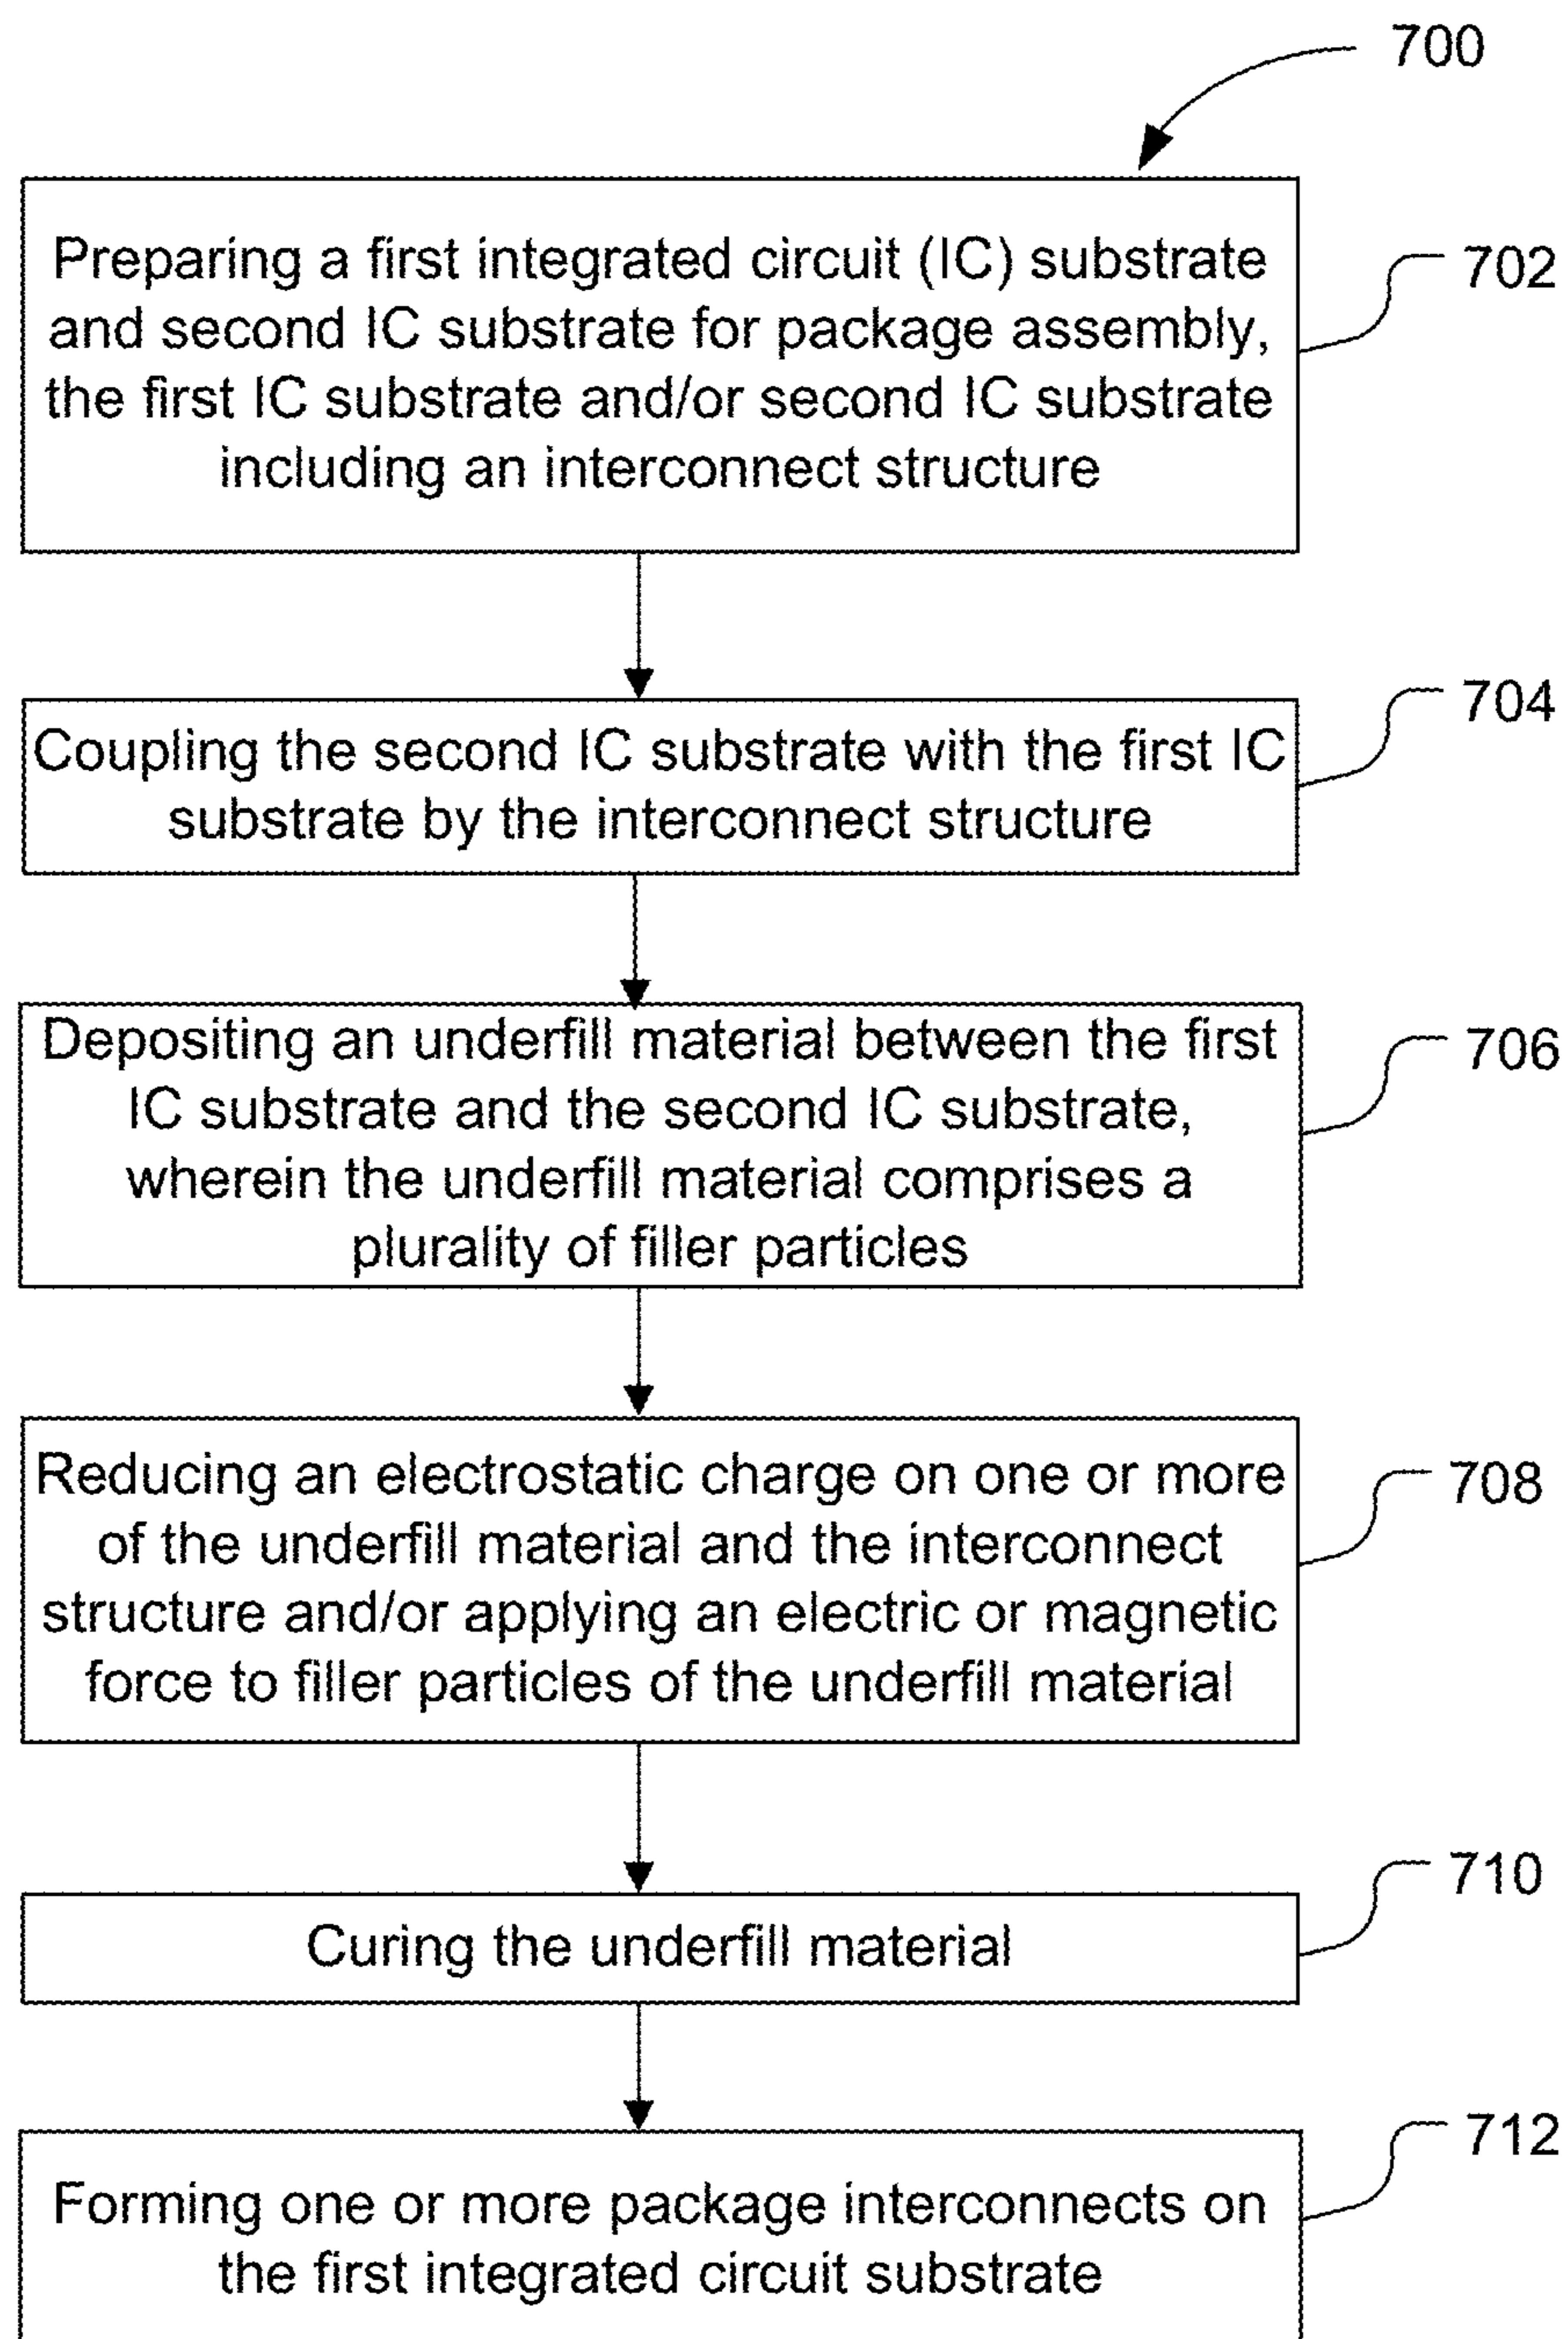 700
Preparing a first integrated circuit (IC) substrate
and second IC substrate for package assembly,
the first IC substrate and/or second IC substrate
including an interconnect structure
702
Coupling the second IC substrate with the first IC
substrate by the interconnect structure
704
Depositing an underfill material between the first
IC substrate and the second IC substrate,
wherein the underfill material comprises a
plurality of filler particles
706
Reducing an electrostatic charge on one or more
of the underfill material and the interconnect
structure and/or applying an electric or magnetic
force to filler particles of the underfill material
708
Curing the underfill material
710
Forming one or more package interconnects on
the first integrated circuit substrate
712